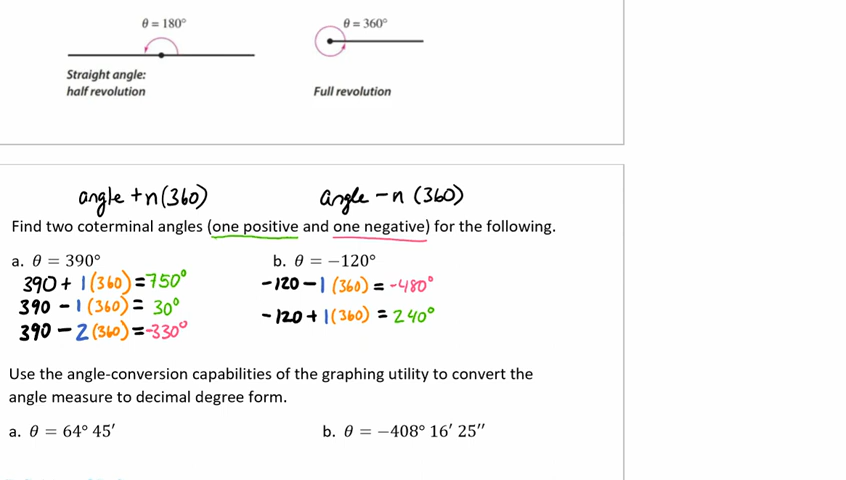 θ = 180°
θ = 360°
Straight angle:
half revolution
Full revolution
angle + n(360)
angle - n (360)
Find two coterminal angles (one positive and one negative) for the following.
a. θ = 390°
b. θ = −120°
390 + 1(360) = 750°
-120 - 1 (360) = -480°
390 - 1(360) = 30°
-120 + 1(360) = 240°
390 - 2(360) = -330°
Use the angle-conversion capabilities of the graphing utility to convert the
angle measure to decimal degree form.
a. θ = 64° 45′
b. θ = −408° 16′ 25′′